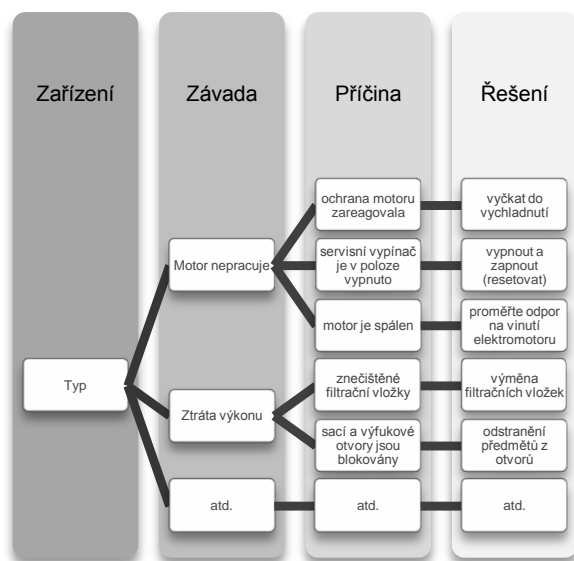 Zařízení
Závada
Příčina
Řešení
Typ
Motor nepracuje
Ztráta výkonu
atd.
ochrana motoru
zareagovala
servisní vypínač
je v poloze
vypnuto
motor je spálen
znečištěné
filtrační vložky
sací a výfukové
otvory jsou
blokovány
atd.
vyčkat do
vychladnutí
vypnout a
zapnout
(resetovat)
proměřte odpor
na vinutí
elektromotoru
výměna
filtračních vložek
odstranění
předmětů z
otvorů
atd.